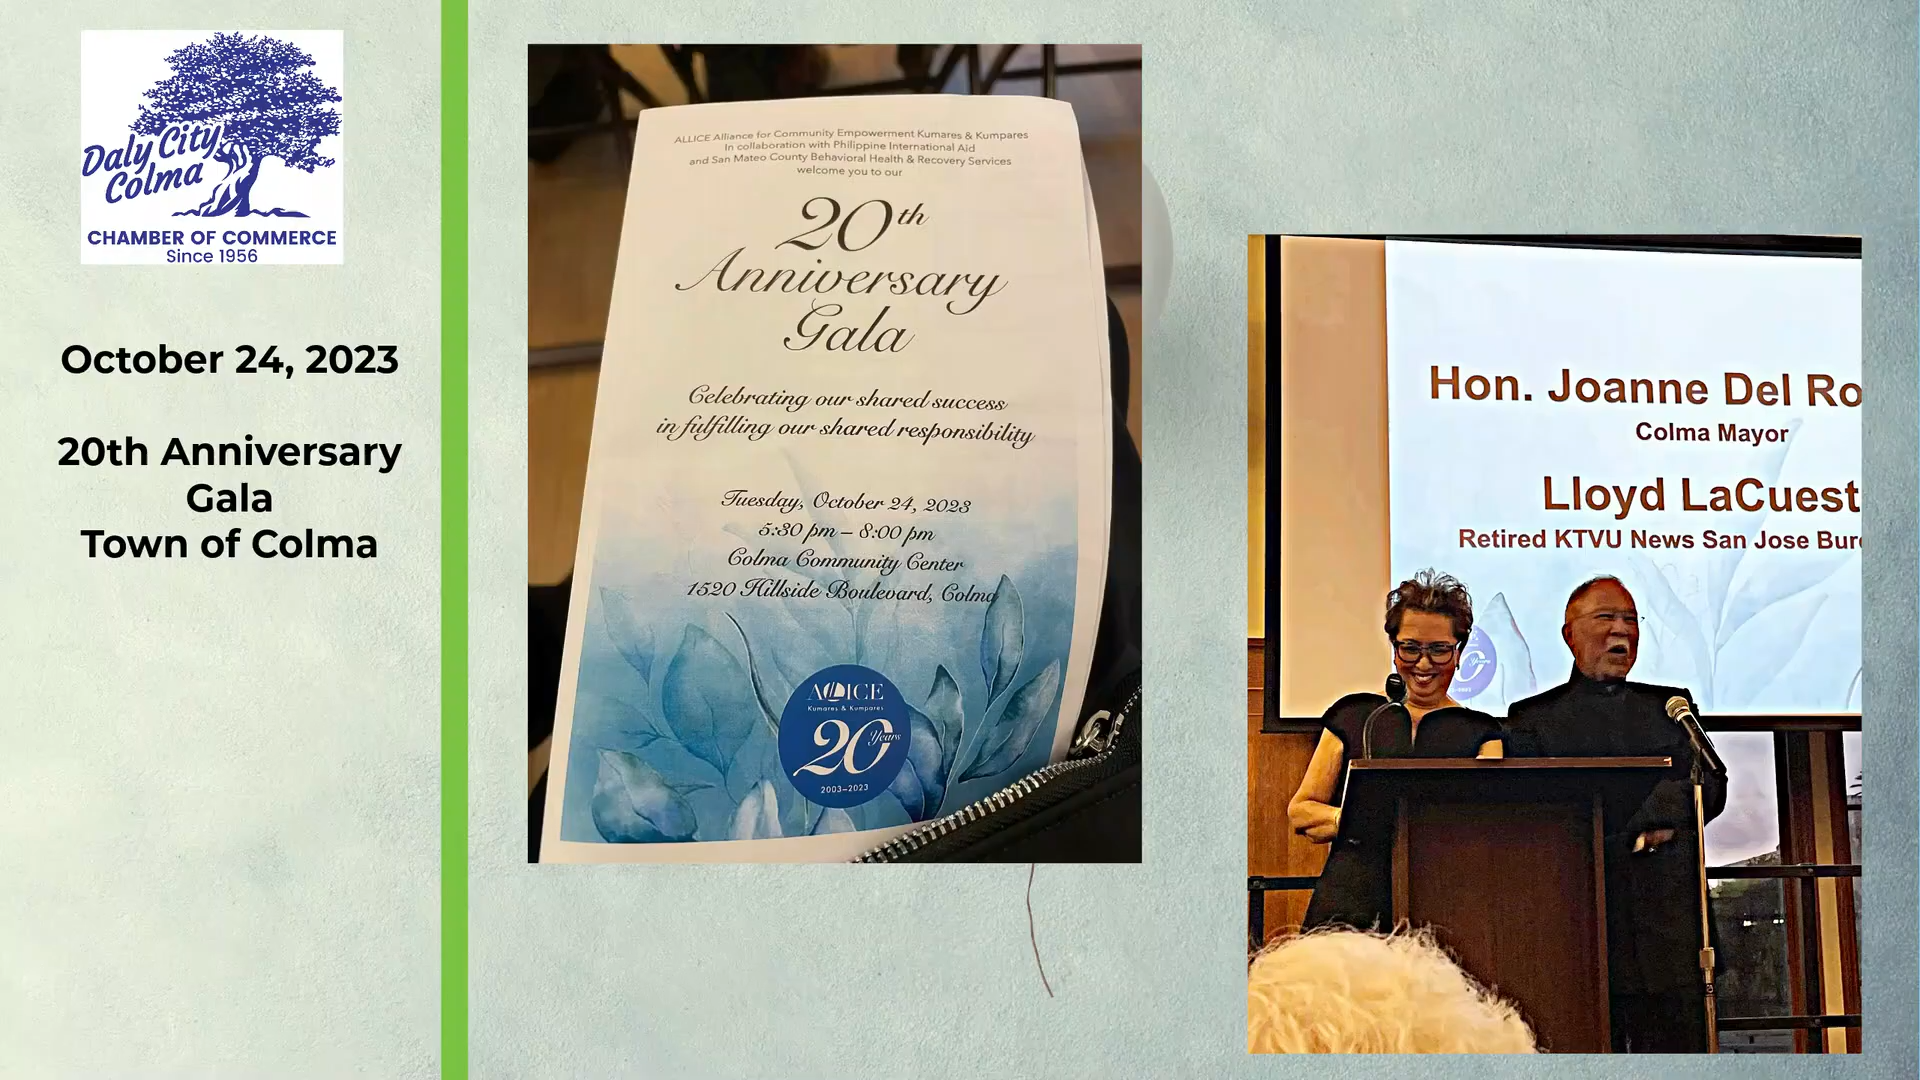 Daly City
Colma
CHAMBER OF COMMERCE
Since 1956
October 24, 2023
20th Anniversary
Gala
Town of Colma
ALLICE Alliance for Community Empowerment Kumares & Kumpares
In collaboration with Philippine International Aid
and San Mateo County Behavioral Health & Recovery Services
welcome you to our
20th
Anniversary
Gala
Celebrating our shared success
in fulfilling our shared responsibility
Tuesday, October 24, 2023
5:30 pm – 8:00 pm
Colma Community Center
1520 Hillside Boulevard, Colma
ALLICE
Kumares & Kumpares
20 Years
2003–2023
Hon. Joanne Del Ro
Colma Mayor
Lloyd LaCuest
Retired KTVU News San Jose Bure
Years